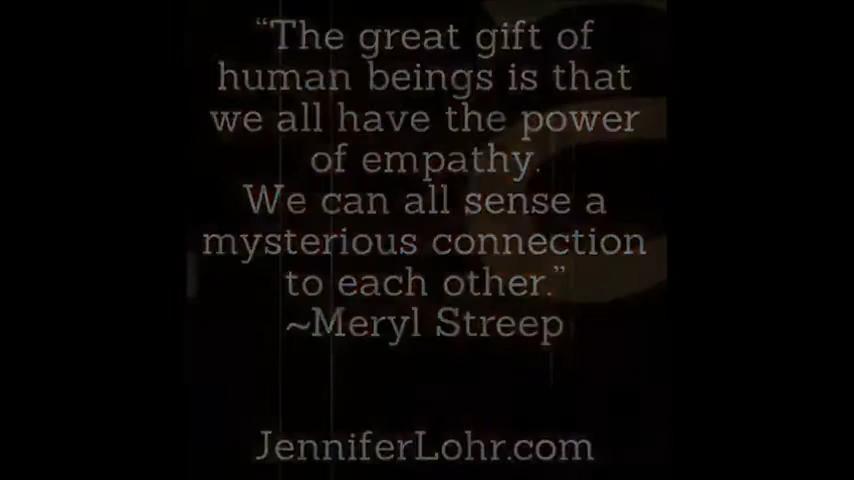 “The great gift of
human beings is that
we all have the power
of empathy.
We can all sense a
mysterious connection
to each other.”
~Meryl Streep
JenniferLohr.com